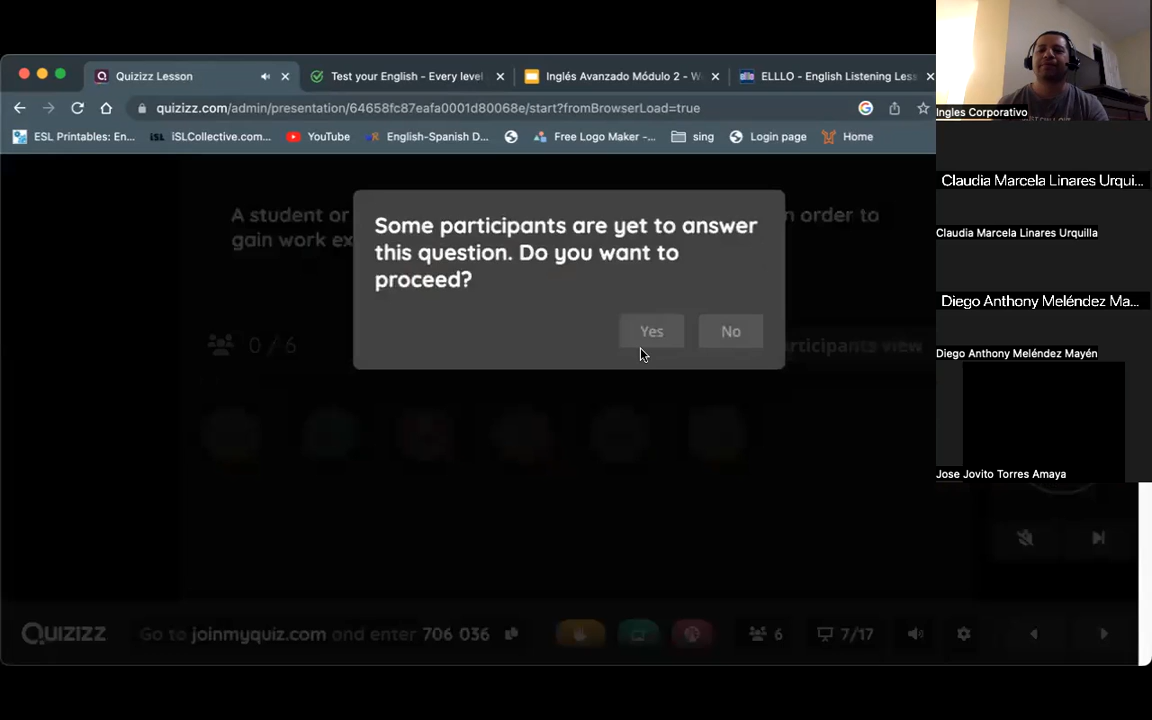 Quizizz Lesson
Test your English - Every level
Inglés Avanzado Módulo 2 - W
ELLLO - English Listening Less
quizizz.com/admin/presentation/64658fc87eafa0001d80068e/start?fromBrowserLoad=true
ESL Printables: En...
iSL iSLCollective.com...
YouTube
English-Spanish D...
Free Logo Maker -...
sing
Login page
Home
A student or
n order to
gain work ex
Some participants are yet to answer
this question. Do you want to
proceed?
Yes
No
0 / 6
articipants view
Quizizz
Go to joinmyquiz.com and enter 706 036
6
7/17
Ingles Corporativo
Claudia Marcela Linares Urqui...
Claudia Marcela Linares Urquilla
Diego Anthony Meléndez Ma...
Diego Anthony Meléndez Mayén
Jose Jovito Torres Amaya